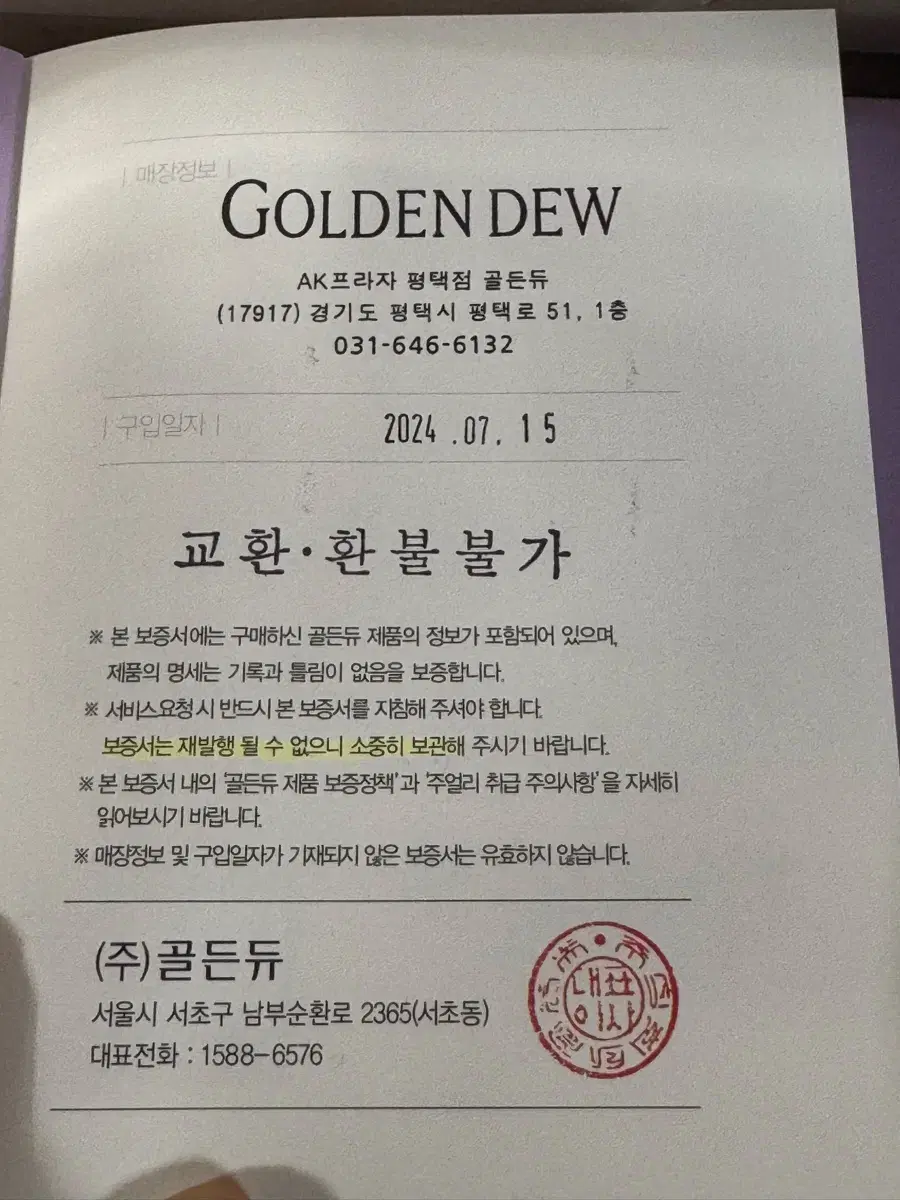 | 매장정보 |
GOLDEN DEW
AK프라자 평택점 골든듀
(17917) 경기도 평택시 평택로 51, 1층
031-646-6132
| 구입일자 | 2024 .07. 15
교환·환불불가
※ 본 보증서에는 구매하신 골든듀 제품의 정보가 포함되어 있으며,
제품의 명세는 기록과 틀림이 없음을 보증합니다.
※ 서비스요청 시 반드시 본 보증서를 지참해 주셔야 합니다.
보증서는 재발행 될 수 없으니 소중히 보관해 주시기 바랍니다.
※ 본 보증서 내의 '골든듀 제품 보증정책'과 '주얼리 취급 주의사항'을 자세히
읽어보시기 바랍니다.
※ 매장정보 및 구입일자가 기재되지 않은 보증서는 유효하지 않습니다.
(주)골든듀
서울시 서초구 남부순환로 2365(서초동)
대표전화 : 1588-6576
대표
이사